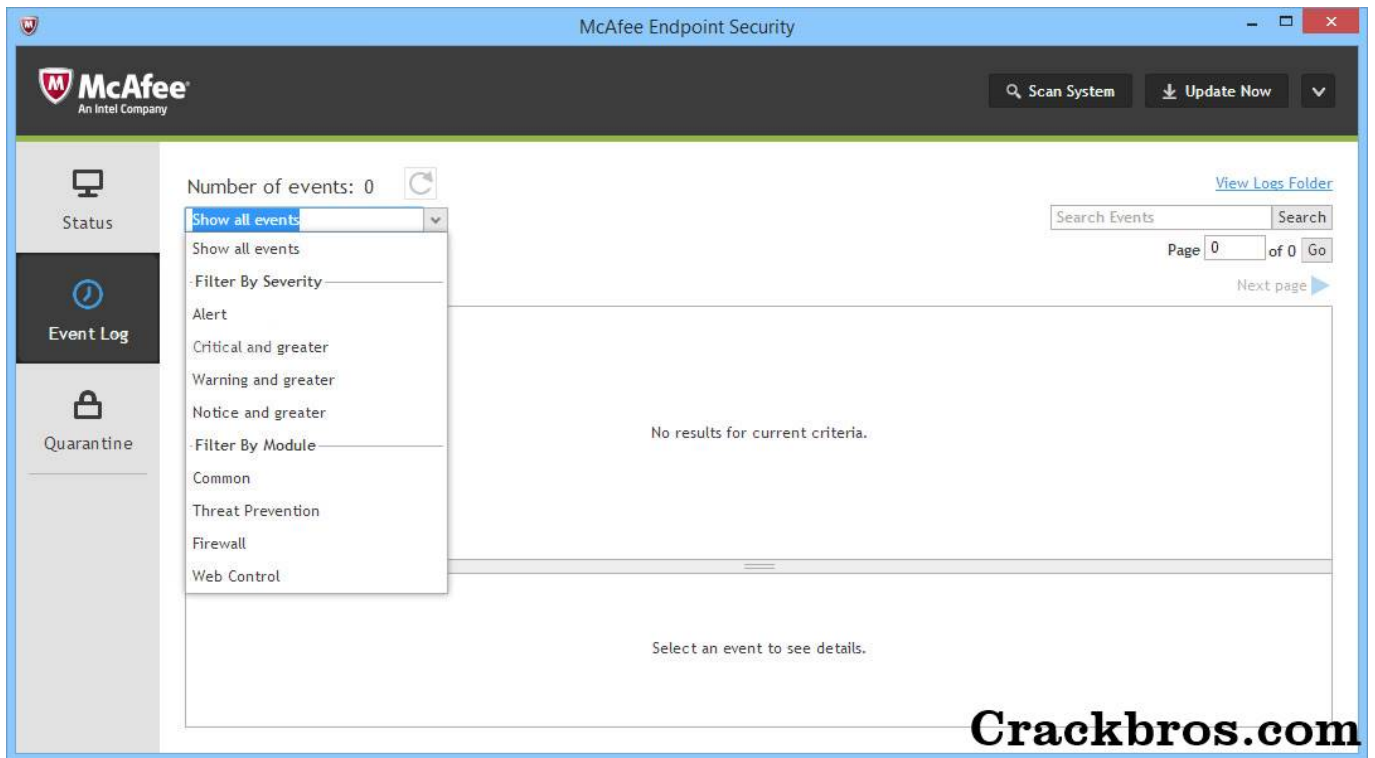 McAfee Endpoint Security
McAfee
An Intel Company
Scan System
Update Now
Status
Event Log
Quarantine
Number of events: 0
View Logs Folder
Show all events
Search Events
Search
Page 0 of 0 Go
Next page
Show all events
Filter By Severity
Alert
Critical and greater
Warning and greater
Notice and greater
Filter By Module
Common
Threat Prevention
Firewall
Web Control
No results for current criteria.
Select an event to see details.
Crackbros.com